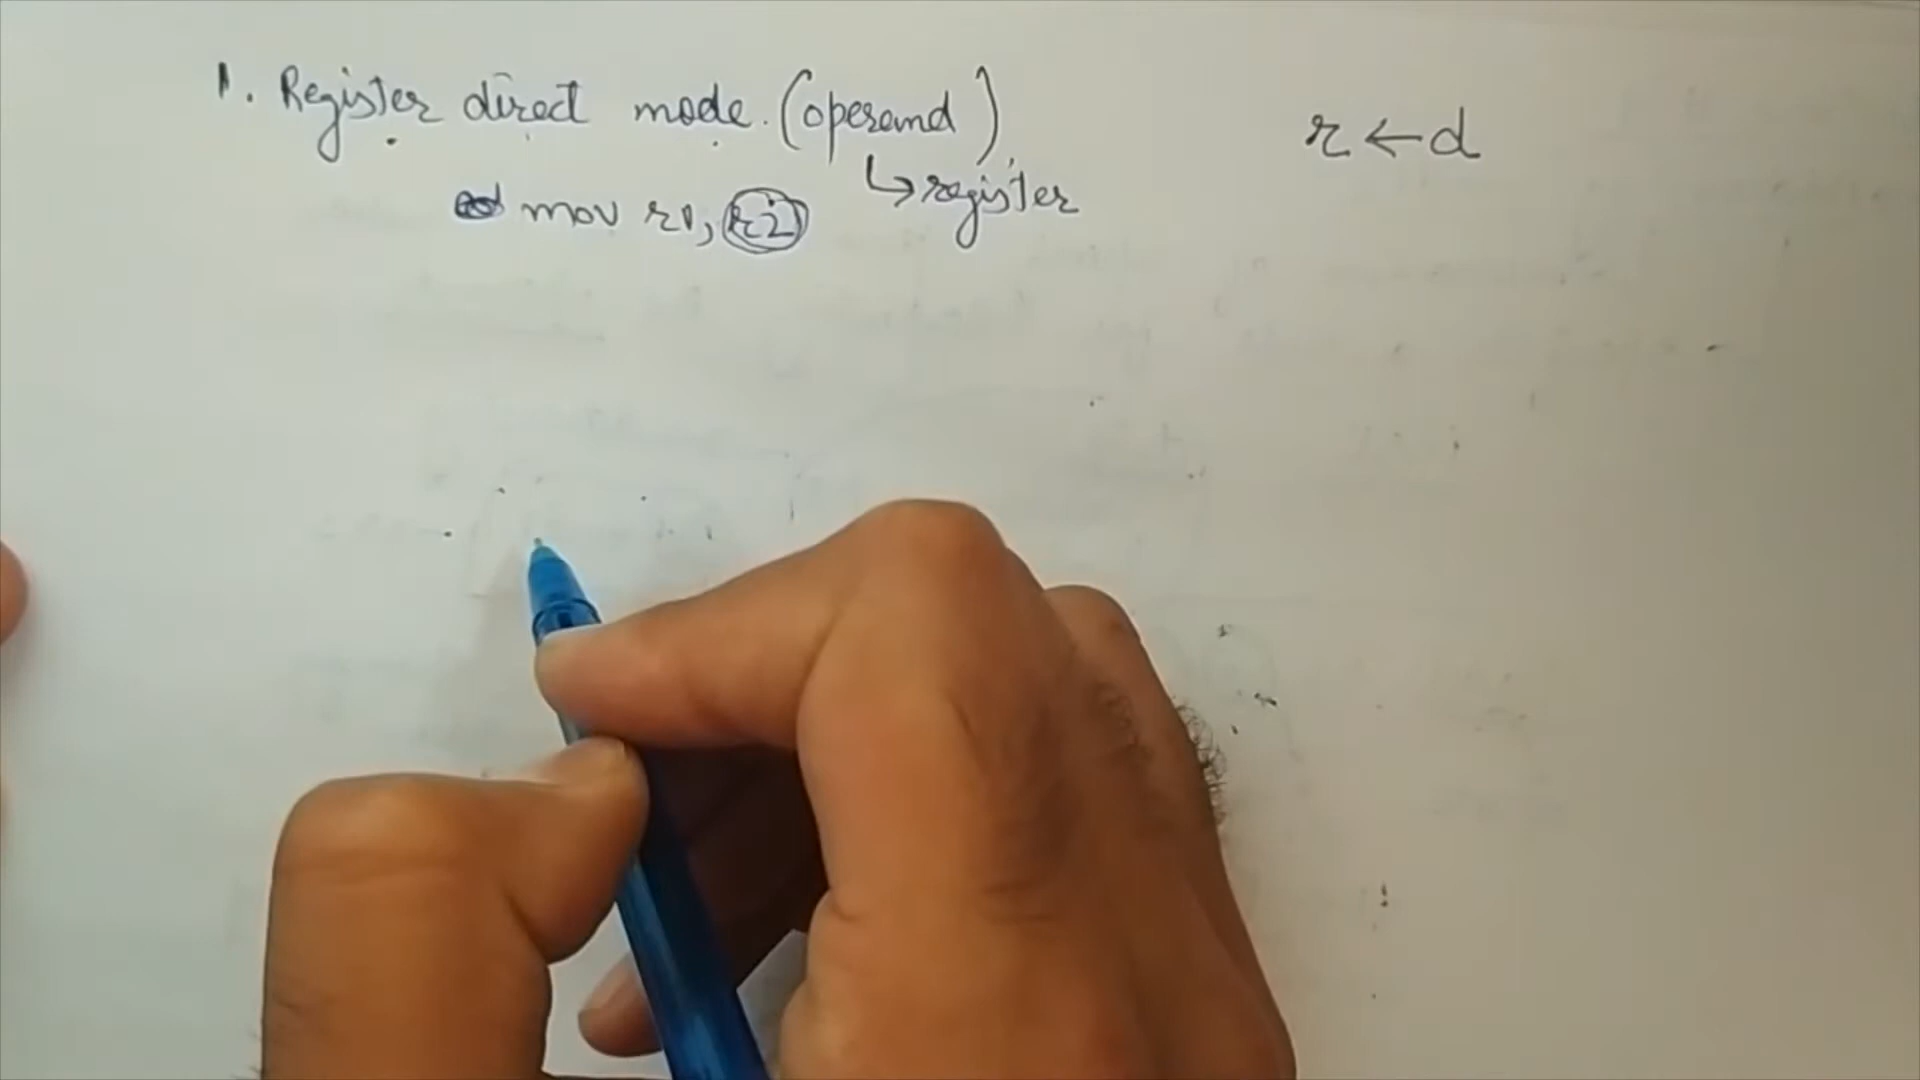 1. Register direct mode. (operand)
↳ register
mov r1, r2
r ← d